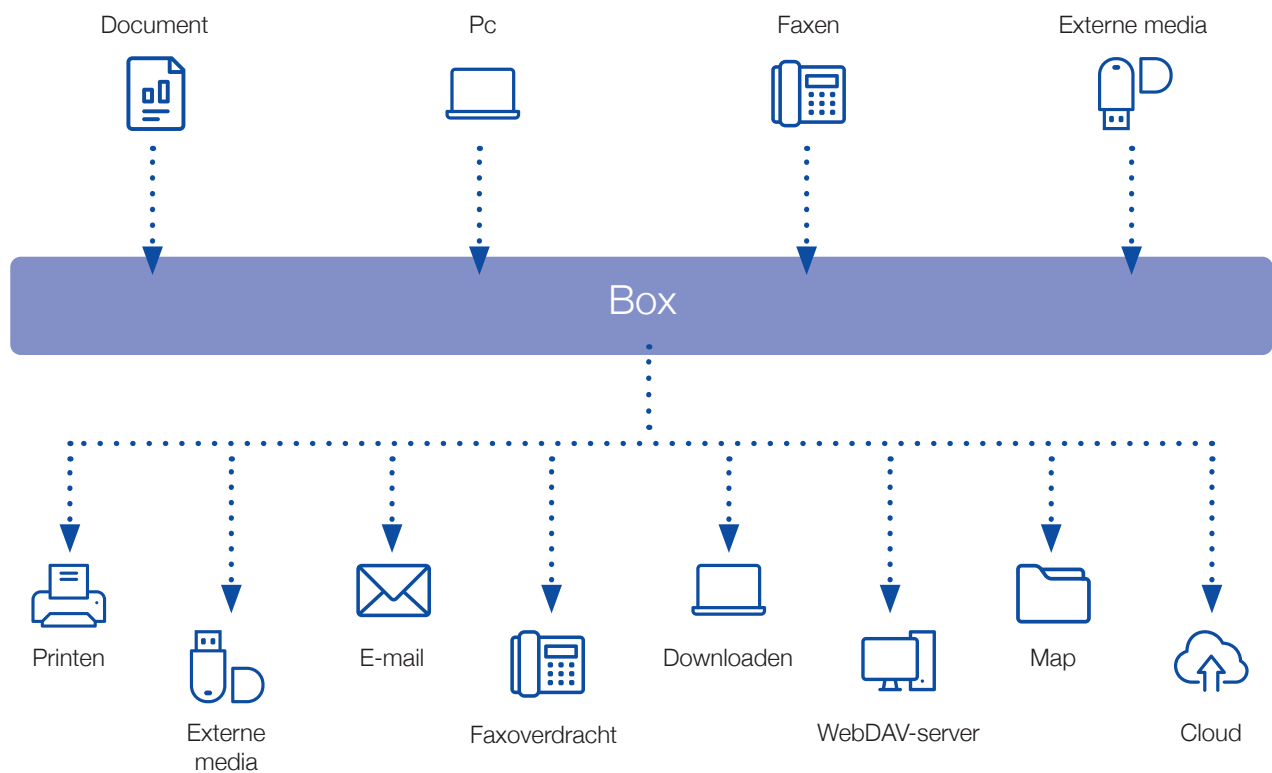 Document
Pc
Faxen
Externe media
Box
Printen
E-mail
Downloaden
Map
Externe
media
Faxoverdracht
WebDAV-server
Cloud